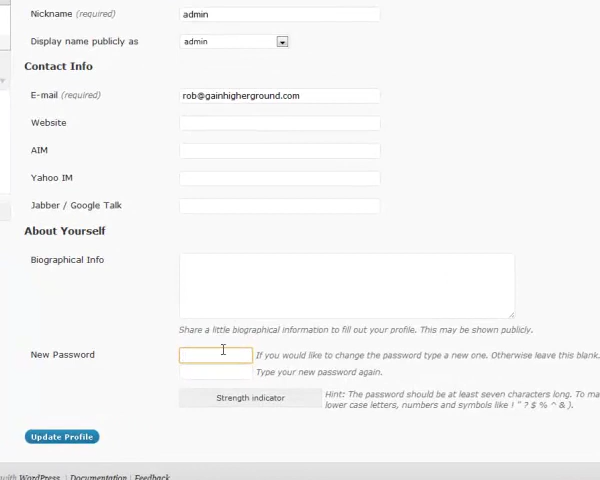 Nickname (required) admin
Display name publicly as admin
Contact Info
E-mail (required) rob@gainhigherground.com
Website
AIM
Yahoo IM
Jabber / Google Talk
About Yourself
Biographical Info
Share a little biographical information to fill out your profile. This may be shown publicly.
New Password If you would like to change the password type a new one. Otherwise leave this blank.
Type your new password again.
Strength indicator Hint: The password should be at least seven characters long. To ma
lower case letters, numbers and symbols like ! " ? $ % ^ & ).
Update Profile
with WordPress. | Documentation | Feedback